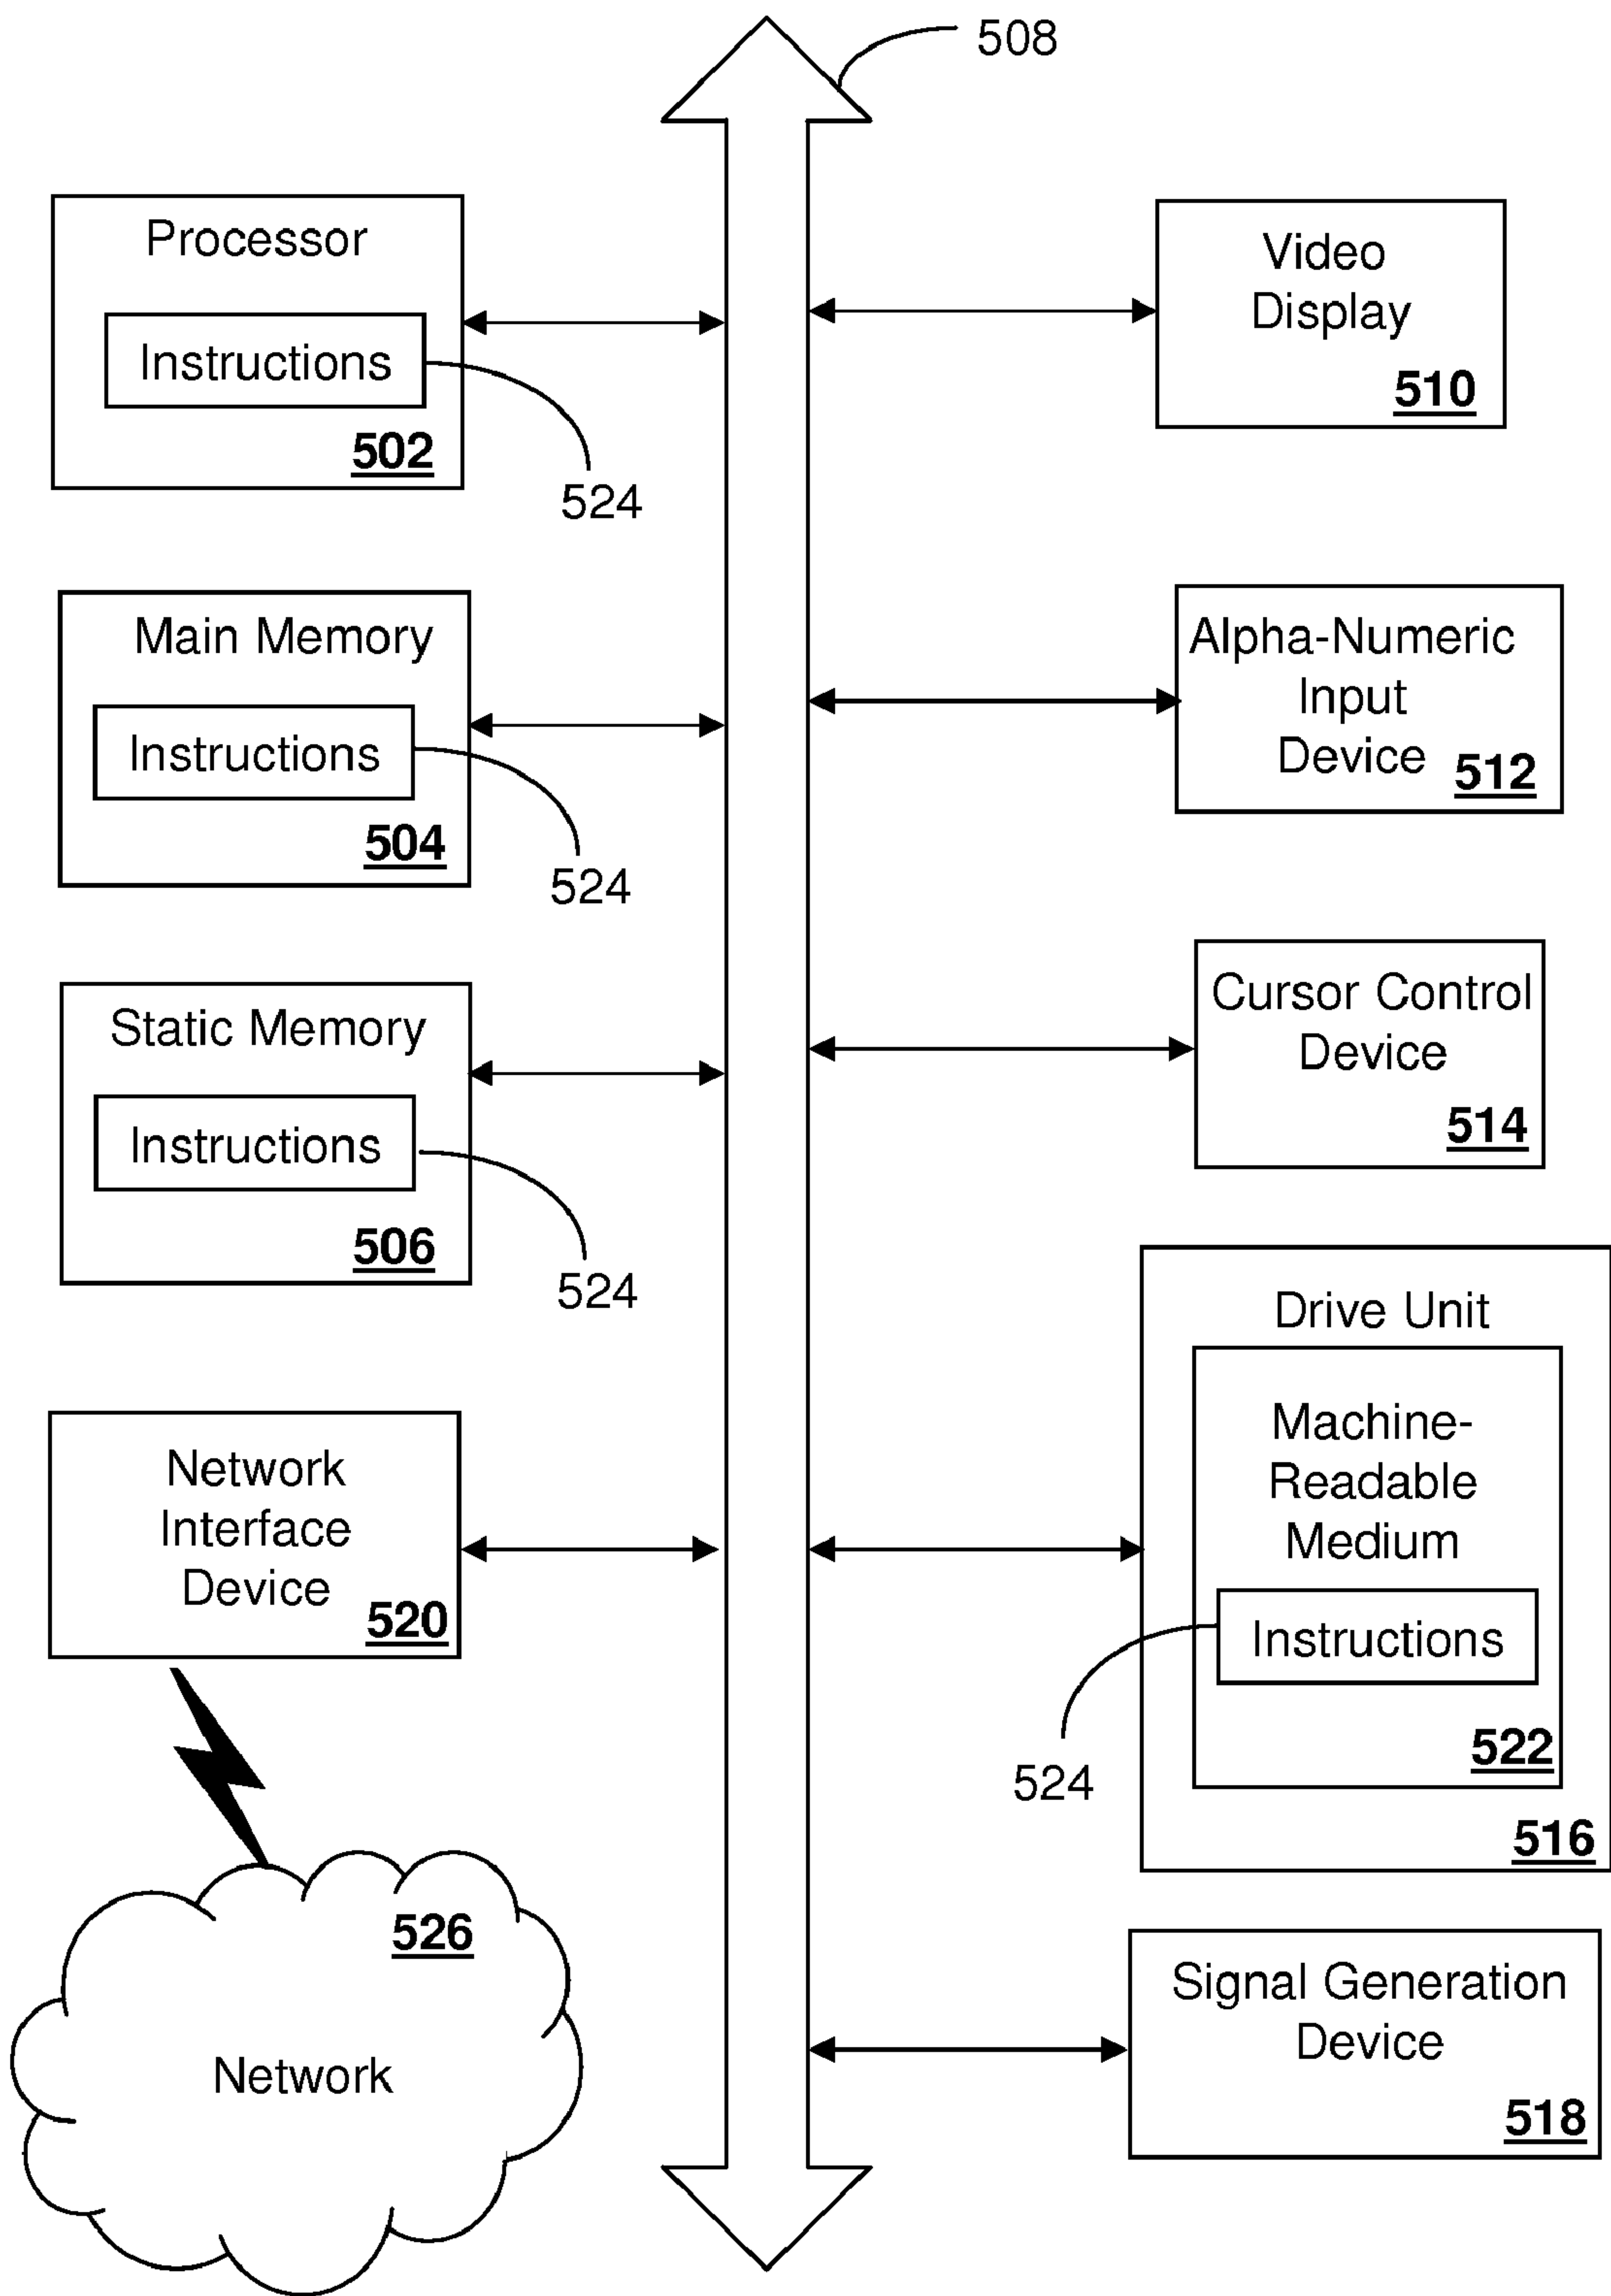 508
Processor
Instructions
502
524
Main Memory
Instructions
504
524
Static Memory
Instructions
506
524
Network
Interface
Device
520
526
Network
Video
Display
510
Alpha-Numeric
Input
Device 512
Cursor Control
Device
514
Drive Unit
Machine-
Readable
Medium
Instructions
522
524
516
Signal Generation
Device
518